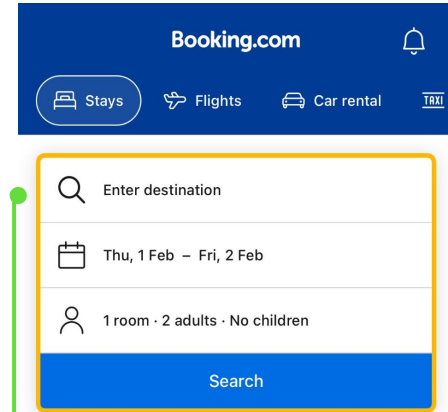 Booking.com
Stays Flights Car rental TAXI
Enter destination
Thu, 1 Feb – Fri, 2 Feb
1 room · 2 adults · No children
Search